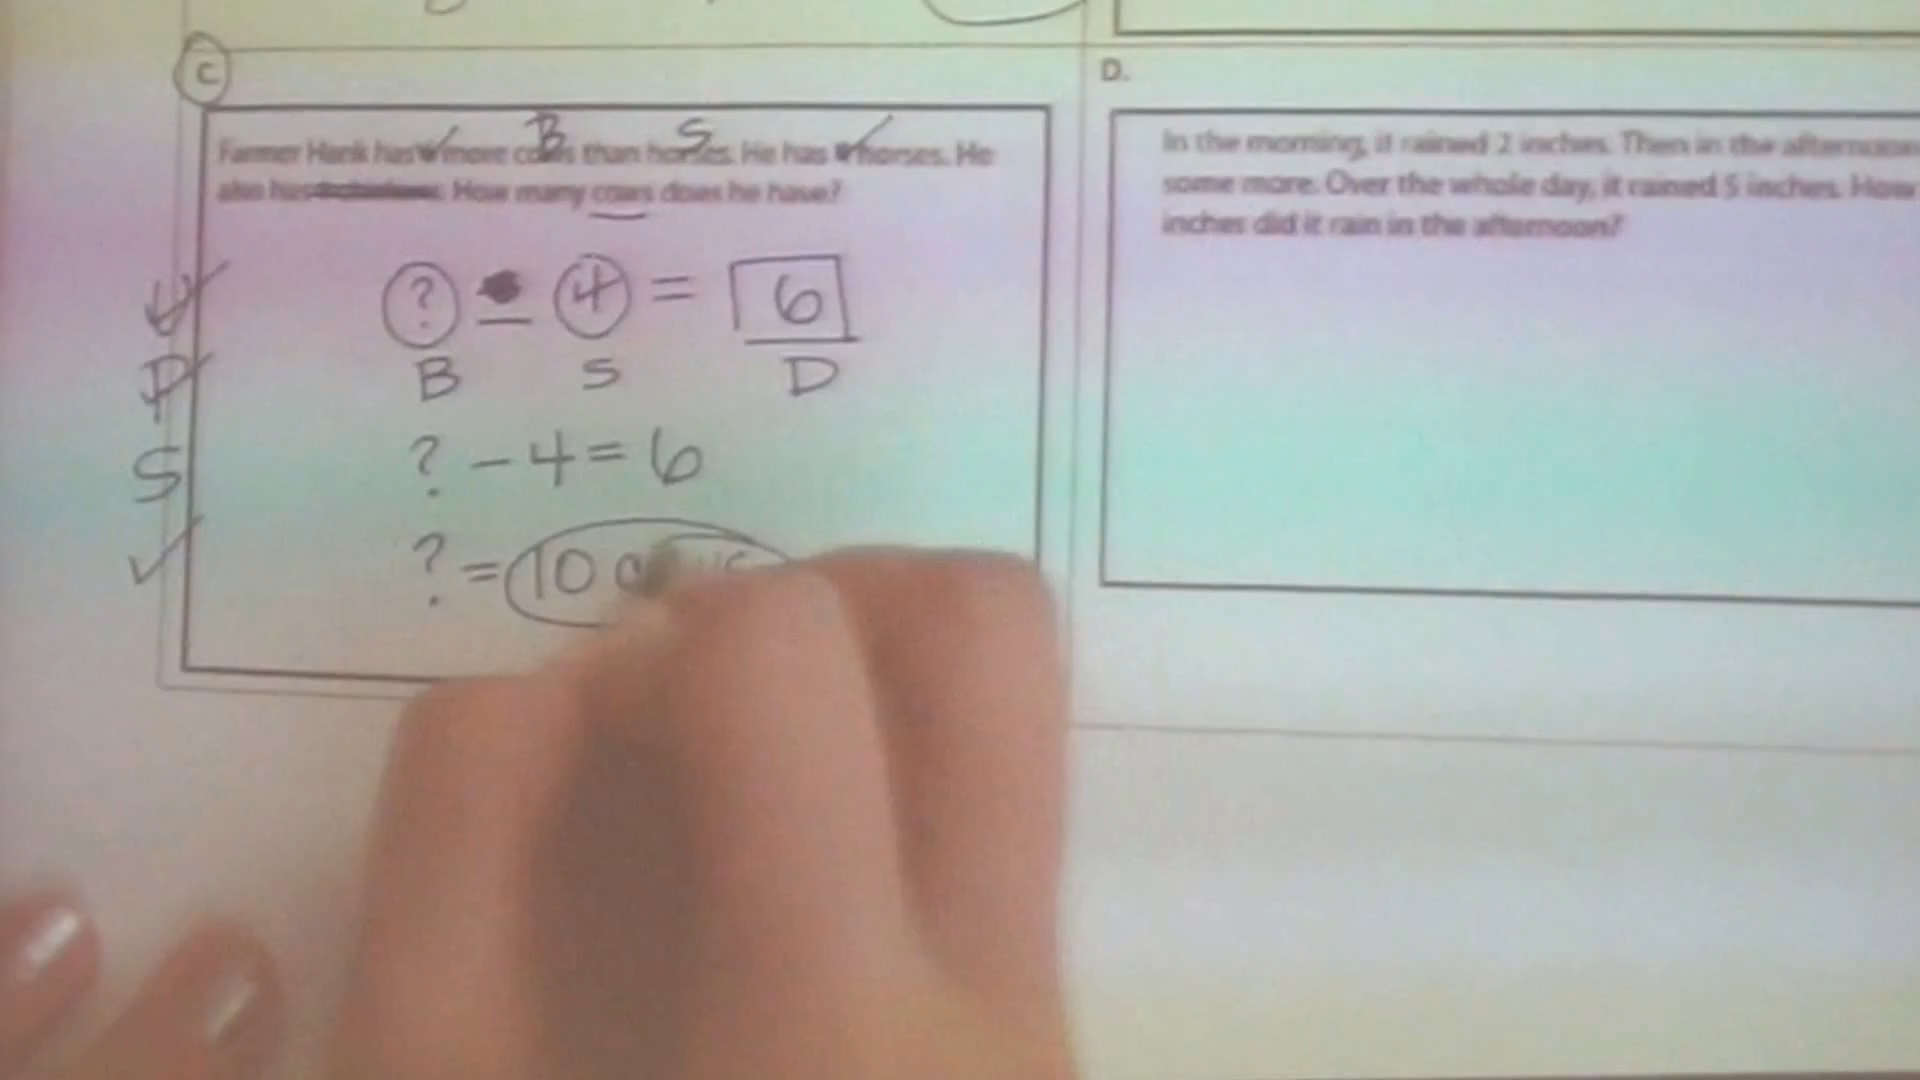 C
B S
Farmer Hank has more cows than horses. He has horses. He
also has How many cows does he have?
? - 4 = 6
B S D
? - 4 = 6
? = 10
U
P
S
✓
D.
In the morning, it rained 2 inches. Then in the afternoon
some more. Over the whole day, it rained 5 inches. How
inches did it rain in the afternoon?